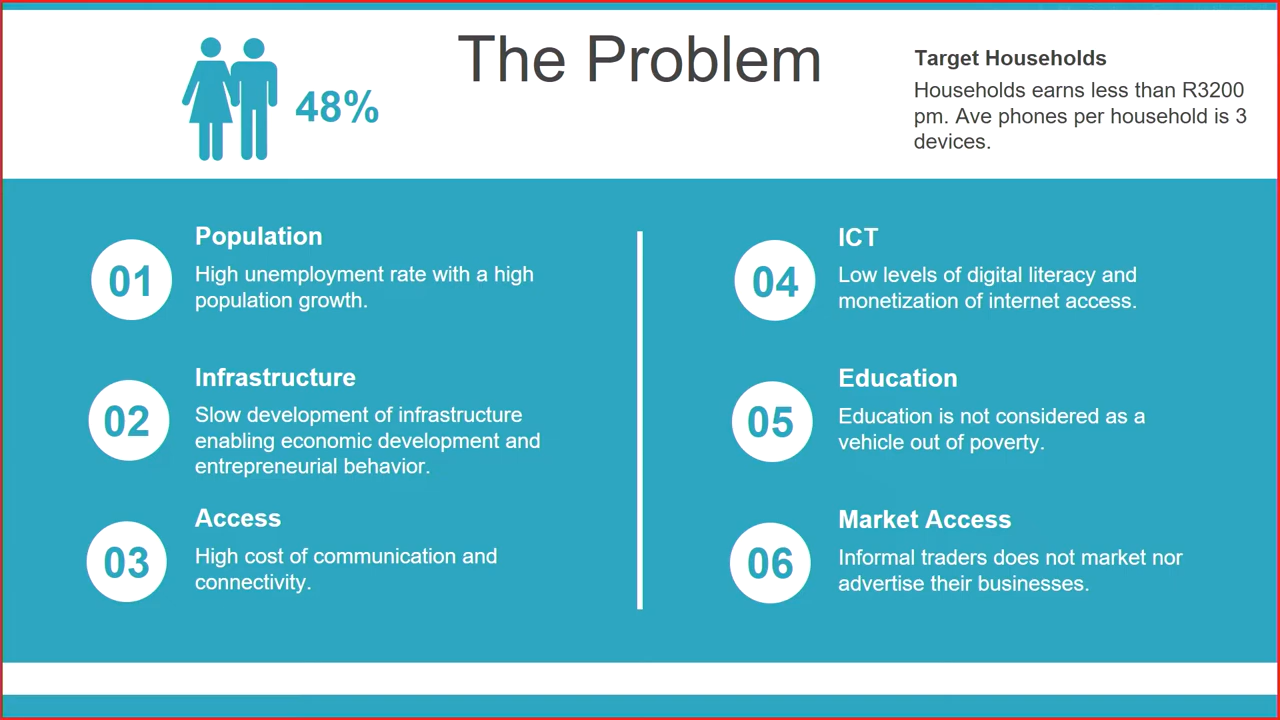 The Problem
48%
Target Households
Households earns less than R3200
pm. Ave phones per household is 3
devices.
01
Population
High unemployment rate with a high
population growth.
02
Infrastructure
Slow development of infrastructure
enabling economic development and
entrepreneurial behavior.
03
Access
High cost of communication and
connectivity.
04
ICT
Low levels of digital literacy and
monetization of internet access.
05
Education
Education is not considered as a
vehicle out of poverty.
06
Market Access
Informal traders does not market nor
advertise their businesses.